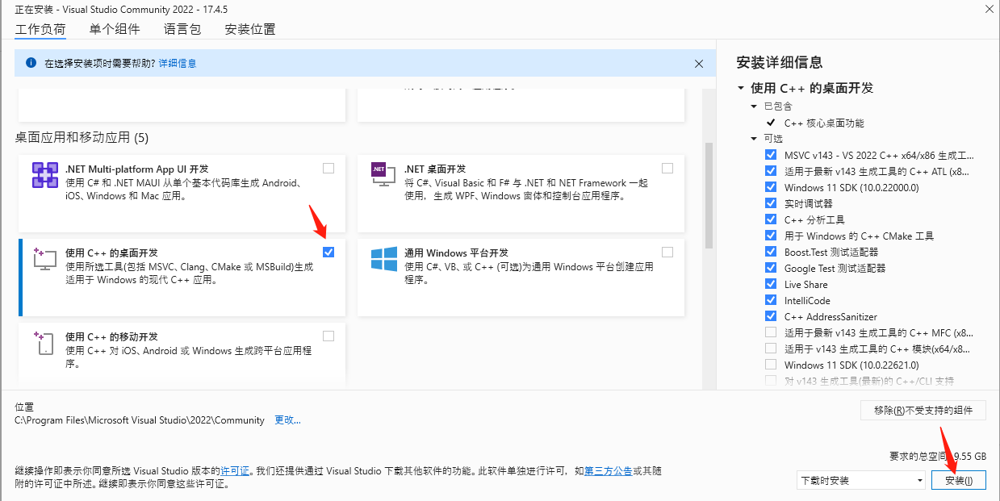 正在安装 - Visual Studio Community 2022 - 17.4.5
工作负荷 单个组件 语言包 安装位置
在选择安装项时需要帮助? 详细信息
桌面应用和移动应用 (5)
.NET Multi-platform App UI 开发
使用 C# 和 .NET MAUI 从单个基本代码库生成 Android、
iOS、Windows 和 Mac 应用。
.NET
.NET 桌面开发
将 C#、Visual Basic 和 F# 与 .NET 和 .NET Framework 一起
使用，生成 WPF、Windows 窗体和控制台应用程序。
使用 C++ 的桌面开发
使用所选工具(包括 MSVC、Clang、CMake 或 MSBuild)生成
适用于 Windows 的现代 C++ 应用。
通用 Windows 平台开发
使用 C#、VB、或 C++ (可选)为通用 Windows 平台创建应用
程序。
使用 C++ 的移动开发
使用 C++ 对 iOS、Android 或 Windows 生成跨平台应用程
序。
安装详细信息
使用 C++ 的桌面开发
已包含
C++ 核心桌面功能
可选
MSVC v143 - VS 2022 C++ x64/x86 生成工...
适用于最新 v143 生成工具的 C++ ATL (x8...
Windows 11 SDK (10.0.22000.0)
实时调试器
C++ 分析工具
用于 Windows 的 C++ CMake 工具
Boost.Test 测试适配器
Google Test 测试适配器
Live Share
IntelliCode
C++ AddressSanitizer
适用于最新 v143 生成工具的 C++ MFC (x8...
适用于 v143 生成工具的 C++ 模块(x64/x8...
Windows 11 SDK (10.0.22621.0)
对 v143 生成工具(最新)的 C++/CLI 支持
位置
C:\Program Files\Microsoft Visual Studio\2022\Community 更改...
移除(R)不受支持的组件
要求的总空间 9.55 GB
继续操作即表示你同意所选 Visual Studio 版本的许可证。我们还提供通过 Visual Studio 下载其他软件的功能。此软件单独进行许可，如第三方公告或其随
附的许可证中所述。继续即表示你同意这些许可证。
下载时安装
安装(I)